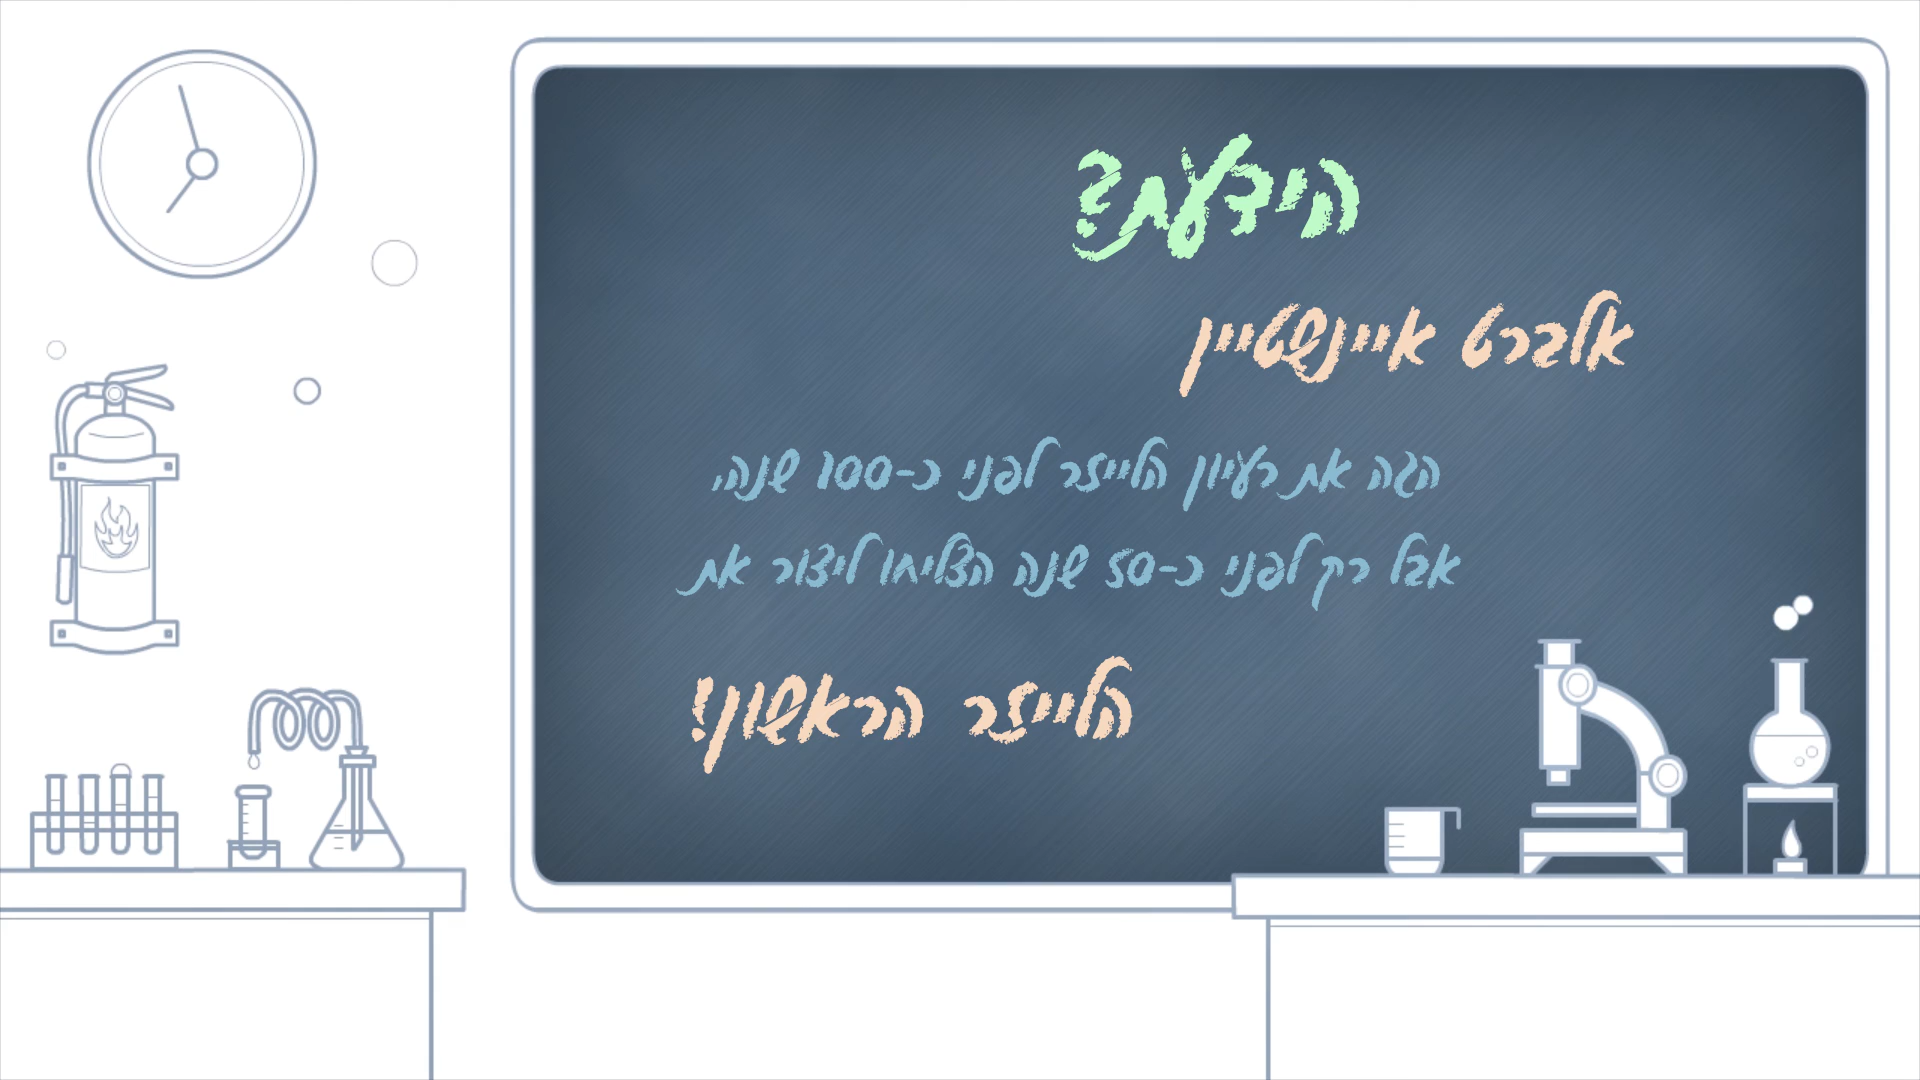 הידעת?
אלברט איינשטיין
הגה את רעיון הלייזר לפני כ-100 שנה,
אבל רק לפני כ-50 שנה הצליחו ליצור את
הלייזר הראשון!